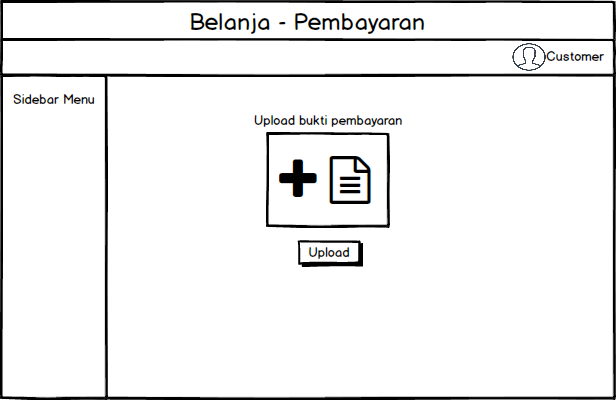 Belanja - Pembayaran
Customer
Sidebar Menu
Upload bukti pembayaran
Upload